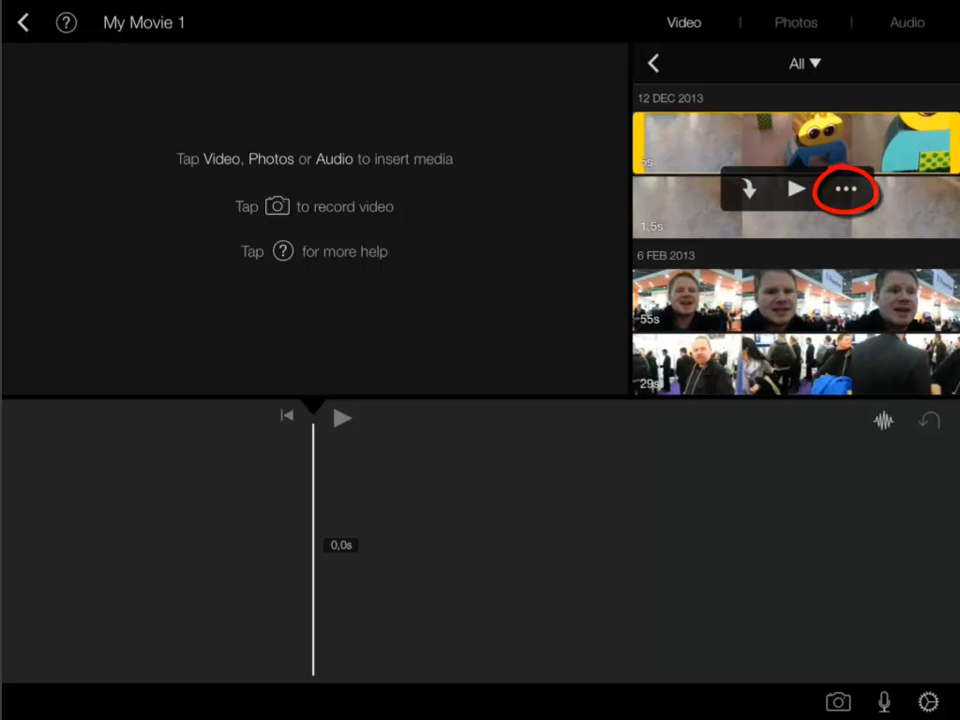 My Movie 1
Video
Photos
Audio
All
12 DEC 2013
5s
1.5s
6 FEB 2013
55s
29s
Tap Video, Photos or Audio to insert media
Tap to record video
Tap ? for more help
0,0s